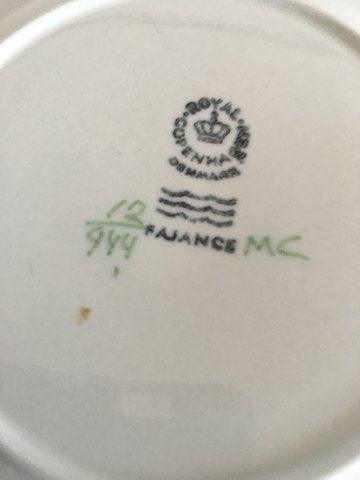 ROYAL
COPENHAGEN
DENMARK
12
944
FAJANCE MC